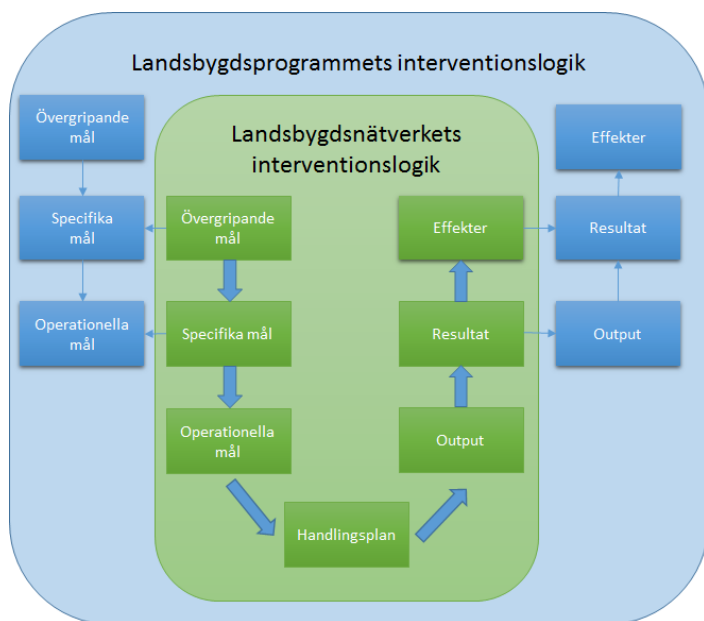 Landsbygdsprogrammets interventionslogik
Övergripande
mål
Specifika
mål
Operationella
mål
Landsbygdsnätverkets
interventionslogik
Övergripande
mål
Specifika mål
Operationella
mål
Handlingsplan
Output
Resultat
Effekter
Effekter
Resultat
Output